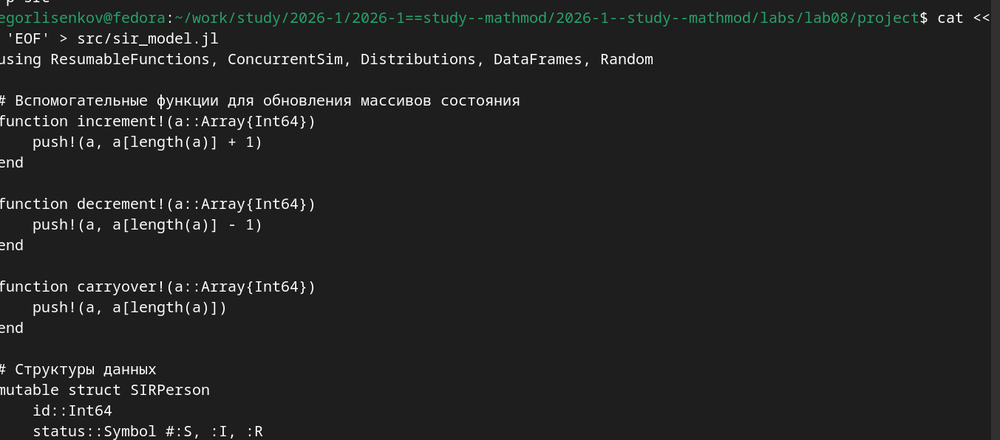 p src
egorlisenkov@fedora:~/work/study/2026-1/2026-1==study--mathmod/2026-1--study--mathmod/labs/lab08/project$ cat <<
 'EOF' > src/sir_model.jl
using ResumableFunctions, ConcurrentSim, Distributions, DataFrames, Random
# Вспомогательные функции для обновления массивов состояния
function increment!(a::Array{Int64})
    push!(a, a[length(a)] + 1)
end
function decrement!(a::Array{Int64})
    push!(a, a[length(a)] - 1)
end
function carryover!(a::Array{Int64})
    push!(a, a[length(a)])
end
# Структуры данных
mutable struct SIRPerson
    id::Int64
    status::Symbol #:S, :I, :R